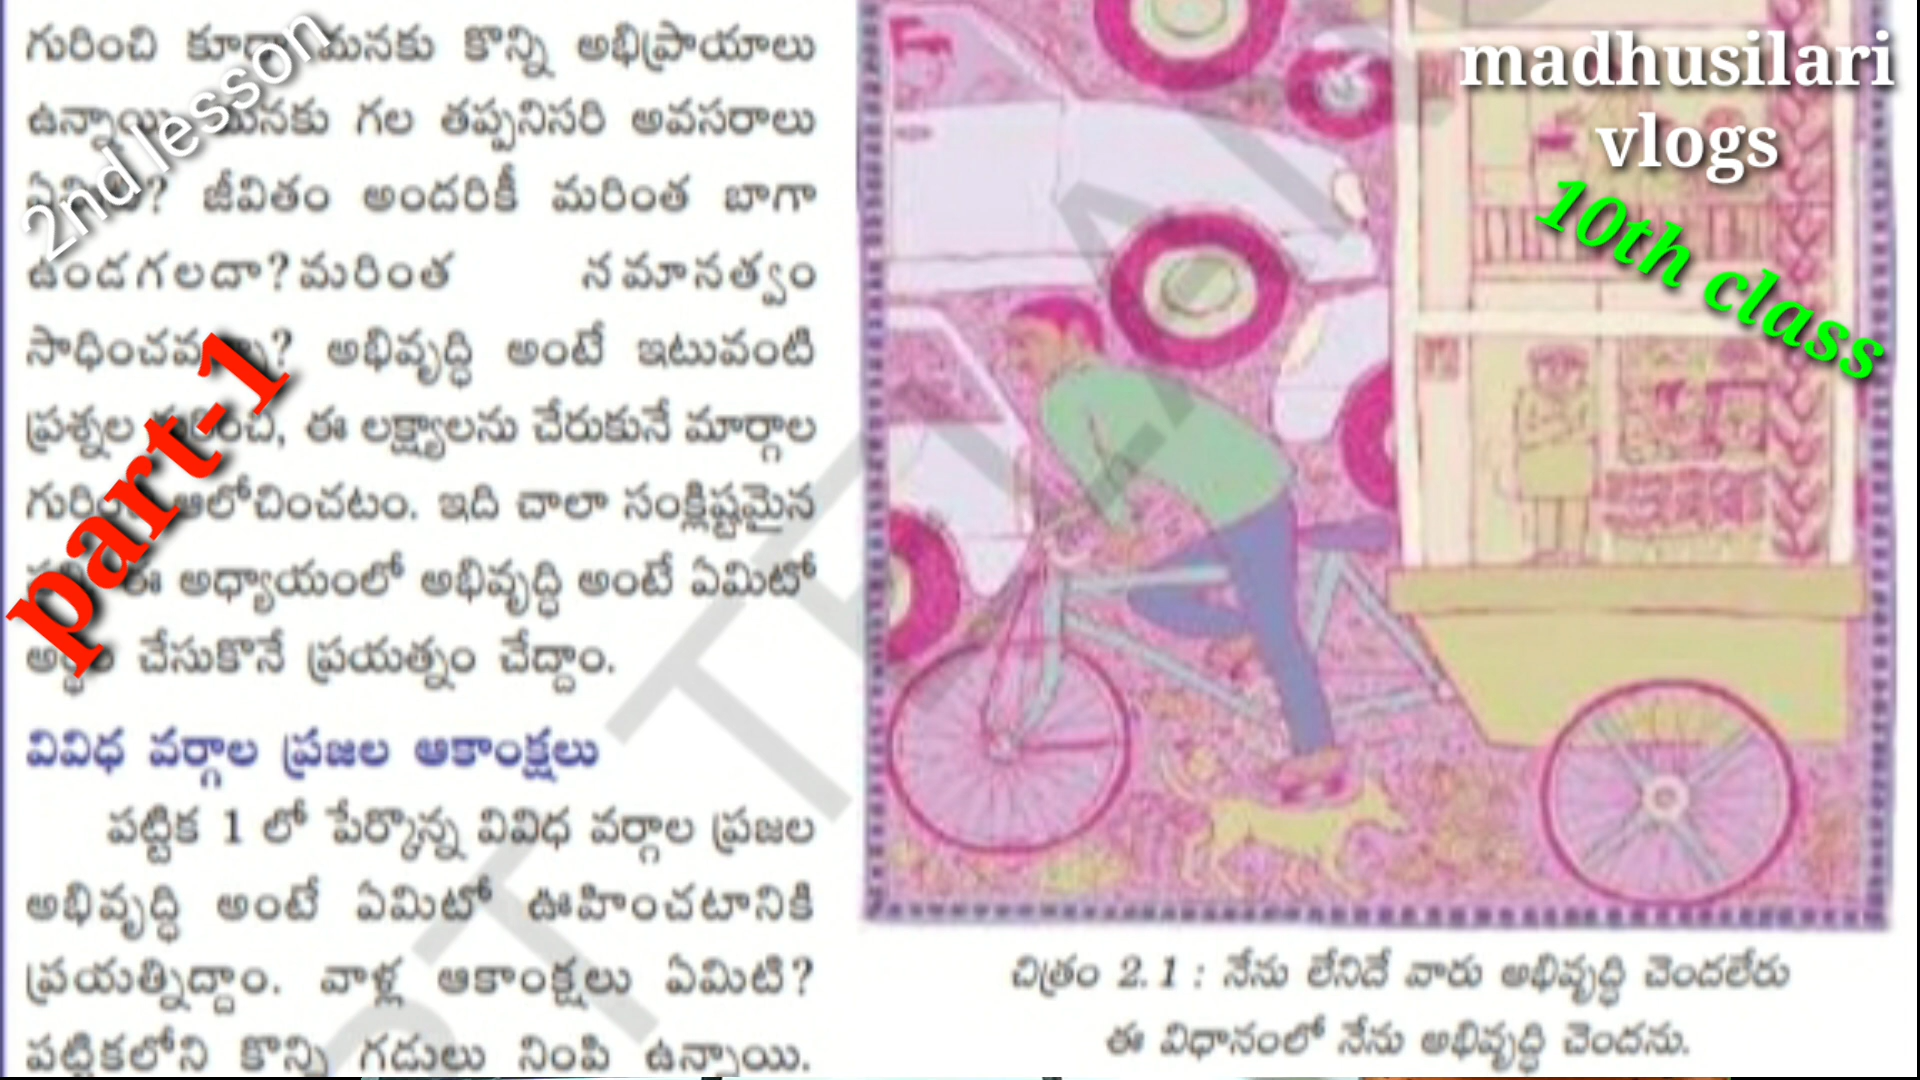 గురించి కూడా మనకు కొన్ని అభిప్రాయాలు
ఉన్నాయి. మనకు గల తప్పనిసరి అవసరాలు
? జీవితం అందరికీ మరింత బాగా
ఉండగలదా?మరింత నమానత్వం
? అభివృద్ధి అంటే ఇటువంటి
ప్రశ్నల గురించి, ఈ లక్ష్యాలను చేరుకునే మార్గాల
గురించి ఆలోచించటం. ఇది చాలా సంక్లిష్టమైన
ఈ అధ్యాయంలో అభివృద్ధి అంటే ఏమిటో
అర్థం చేసుకొనే ప్రయత్నం చేద్దాం.
వివిధ వర్గాల ప్రజల ఆకాంక్షలు
పట్టిక 1 లో పేర్కొన్న వివిధ వర్గాల ప్రజల
అభివృద్ధి అంటే ఏమిటో ఊహించటానికి
ప్రయత్నిద్దాం. వాళ్ల ఆకాంక్షలు ఏమిటి?
పట్టికలోని కొన్ని గడులు నింపి ఉన్నాయి.
2nd lesson
part-1
madhusilari
vlogs
10th class
చిత్రం 2.1 : నేను లేనిదే వారు అభివృద్ధి చెందలేరు
ఈ విధానంలో నేను అభివృద్ధి చెందను.